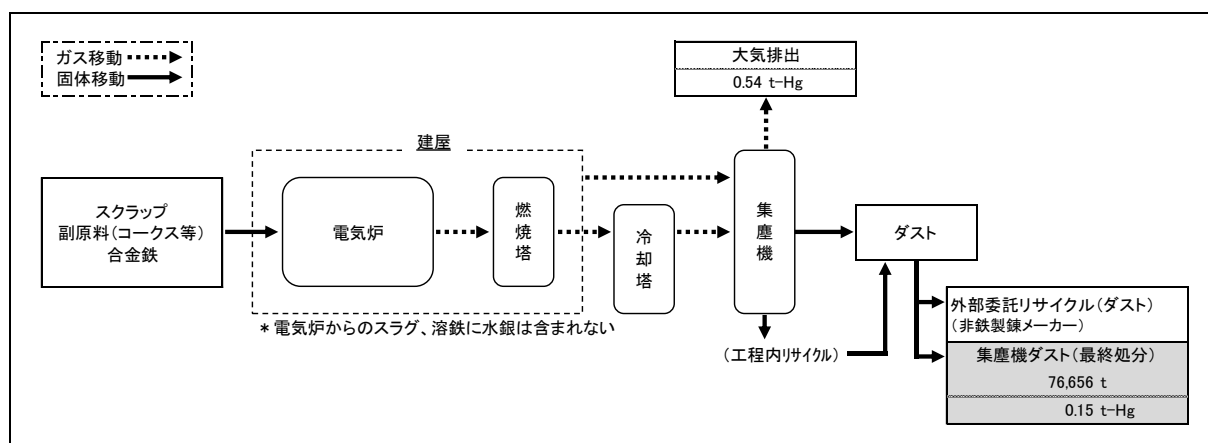 ガス移動
固体移動
大気排出
0.54 t-Hg
建屋
スクラップ
副原料(コークス等)
合金鉄
電気炉
燃焼塔
冷却塔
集塵機
ダスト
*電気炉からのスラグ、溶鉄に水銀は含まれない
(工程内リサイクル)
外部委託リサイクル(ダスト)
(非鉄製錬メーカー)
集塵機ダスト(最終処分)
76,656 t
0.15 t-Hg